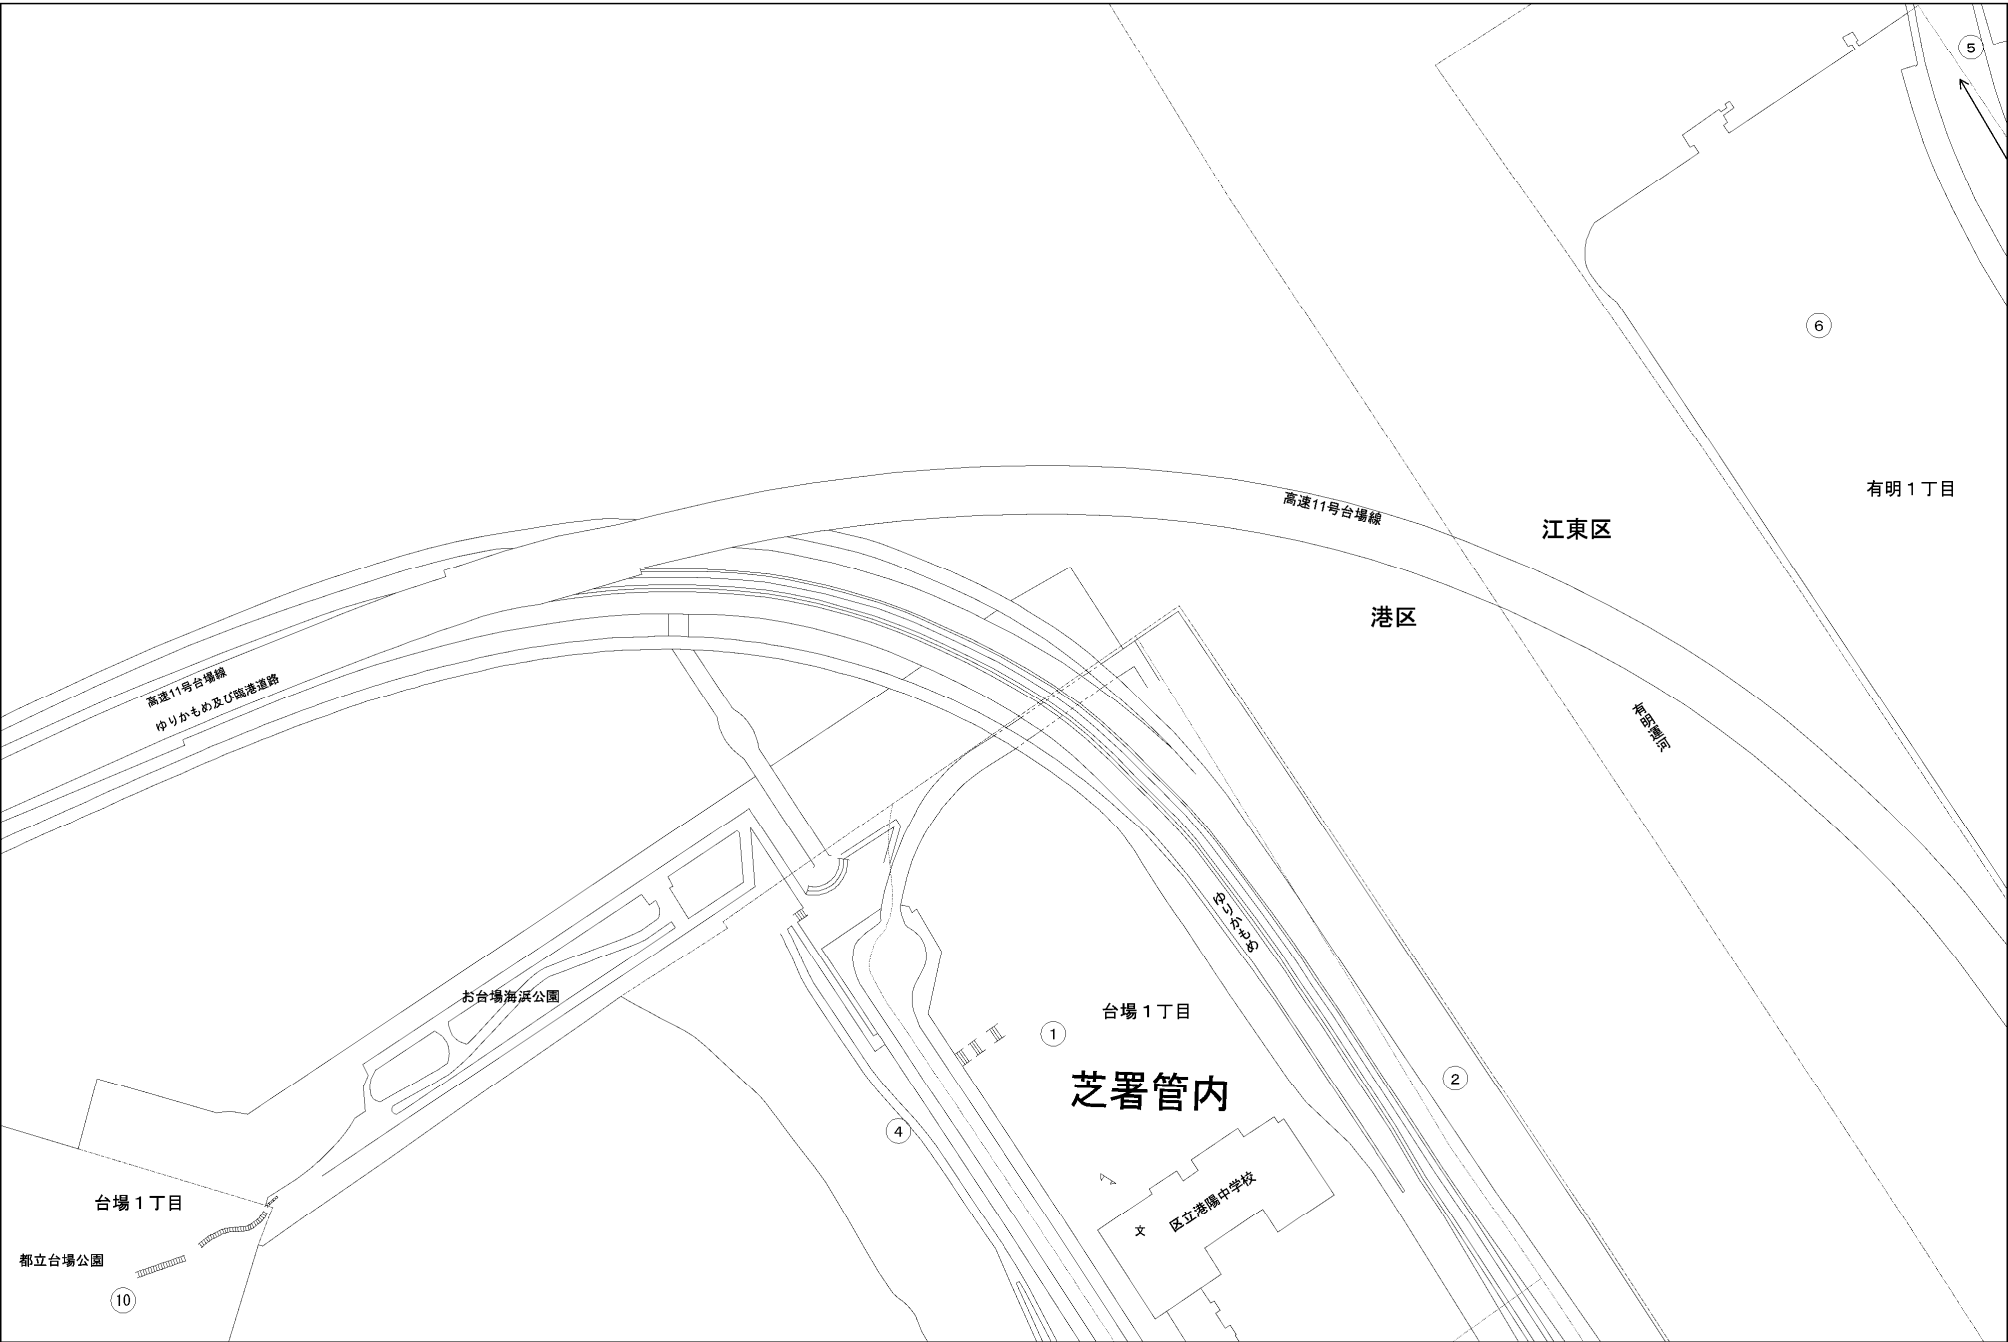 5
6
有明１丁目
高速11号台場線
江東区
港区
高速11号台場線
ゆりかもめ及び臨港道路
有明運河
ゆりかもめ
お台場海浜公園
台場１丁目
1
2
芝署管内
4
台場１丁目
区立港陽中学校
文
都立台場公園
10